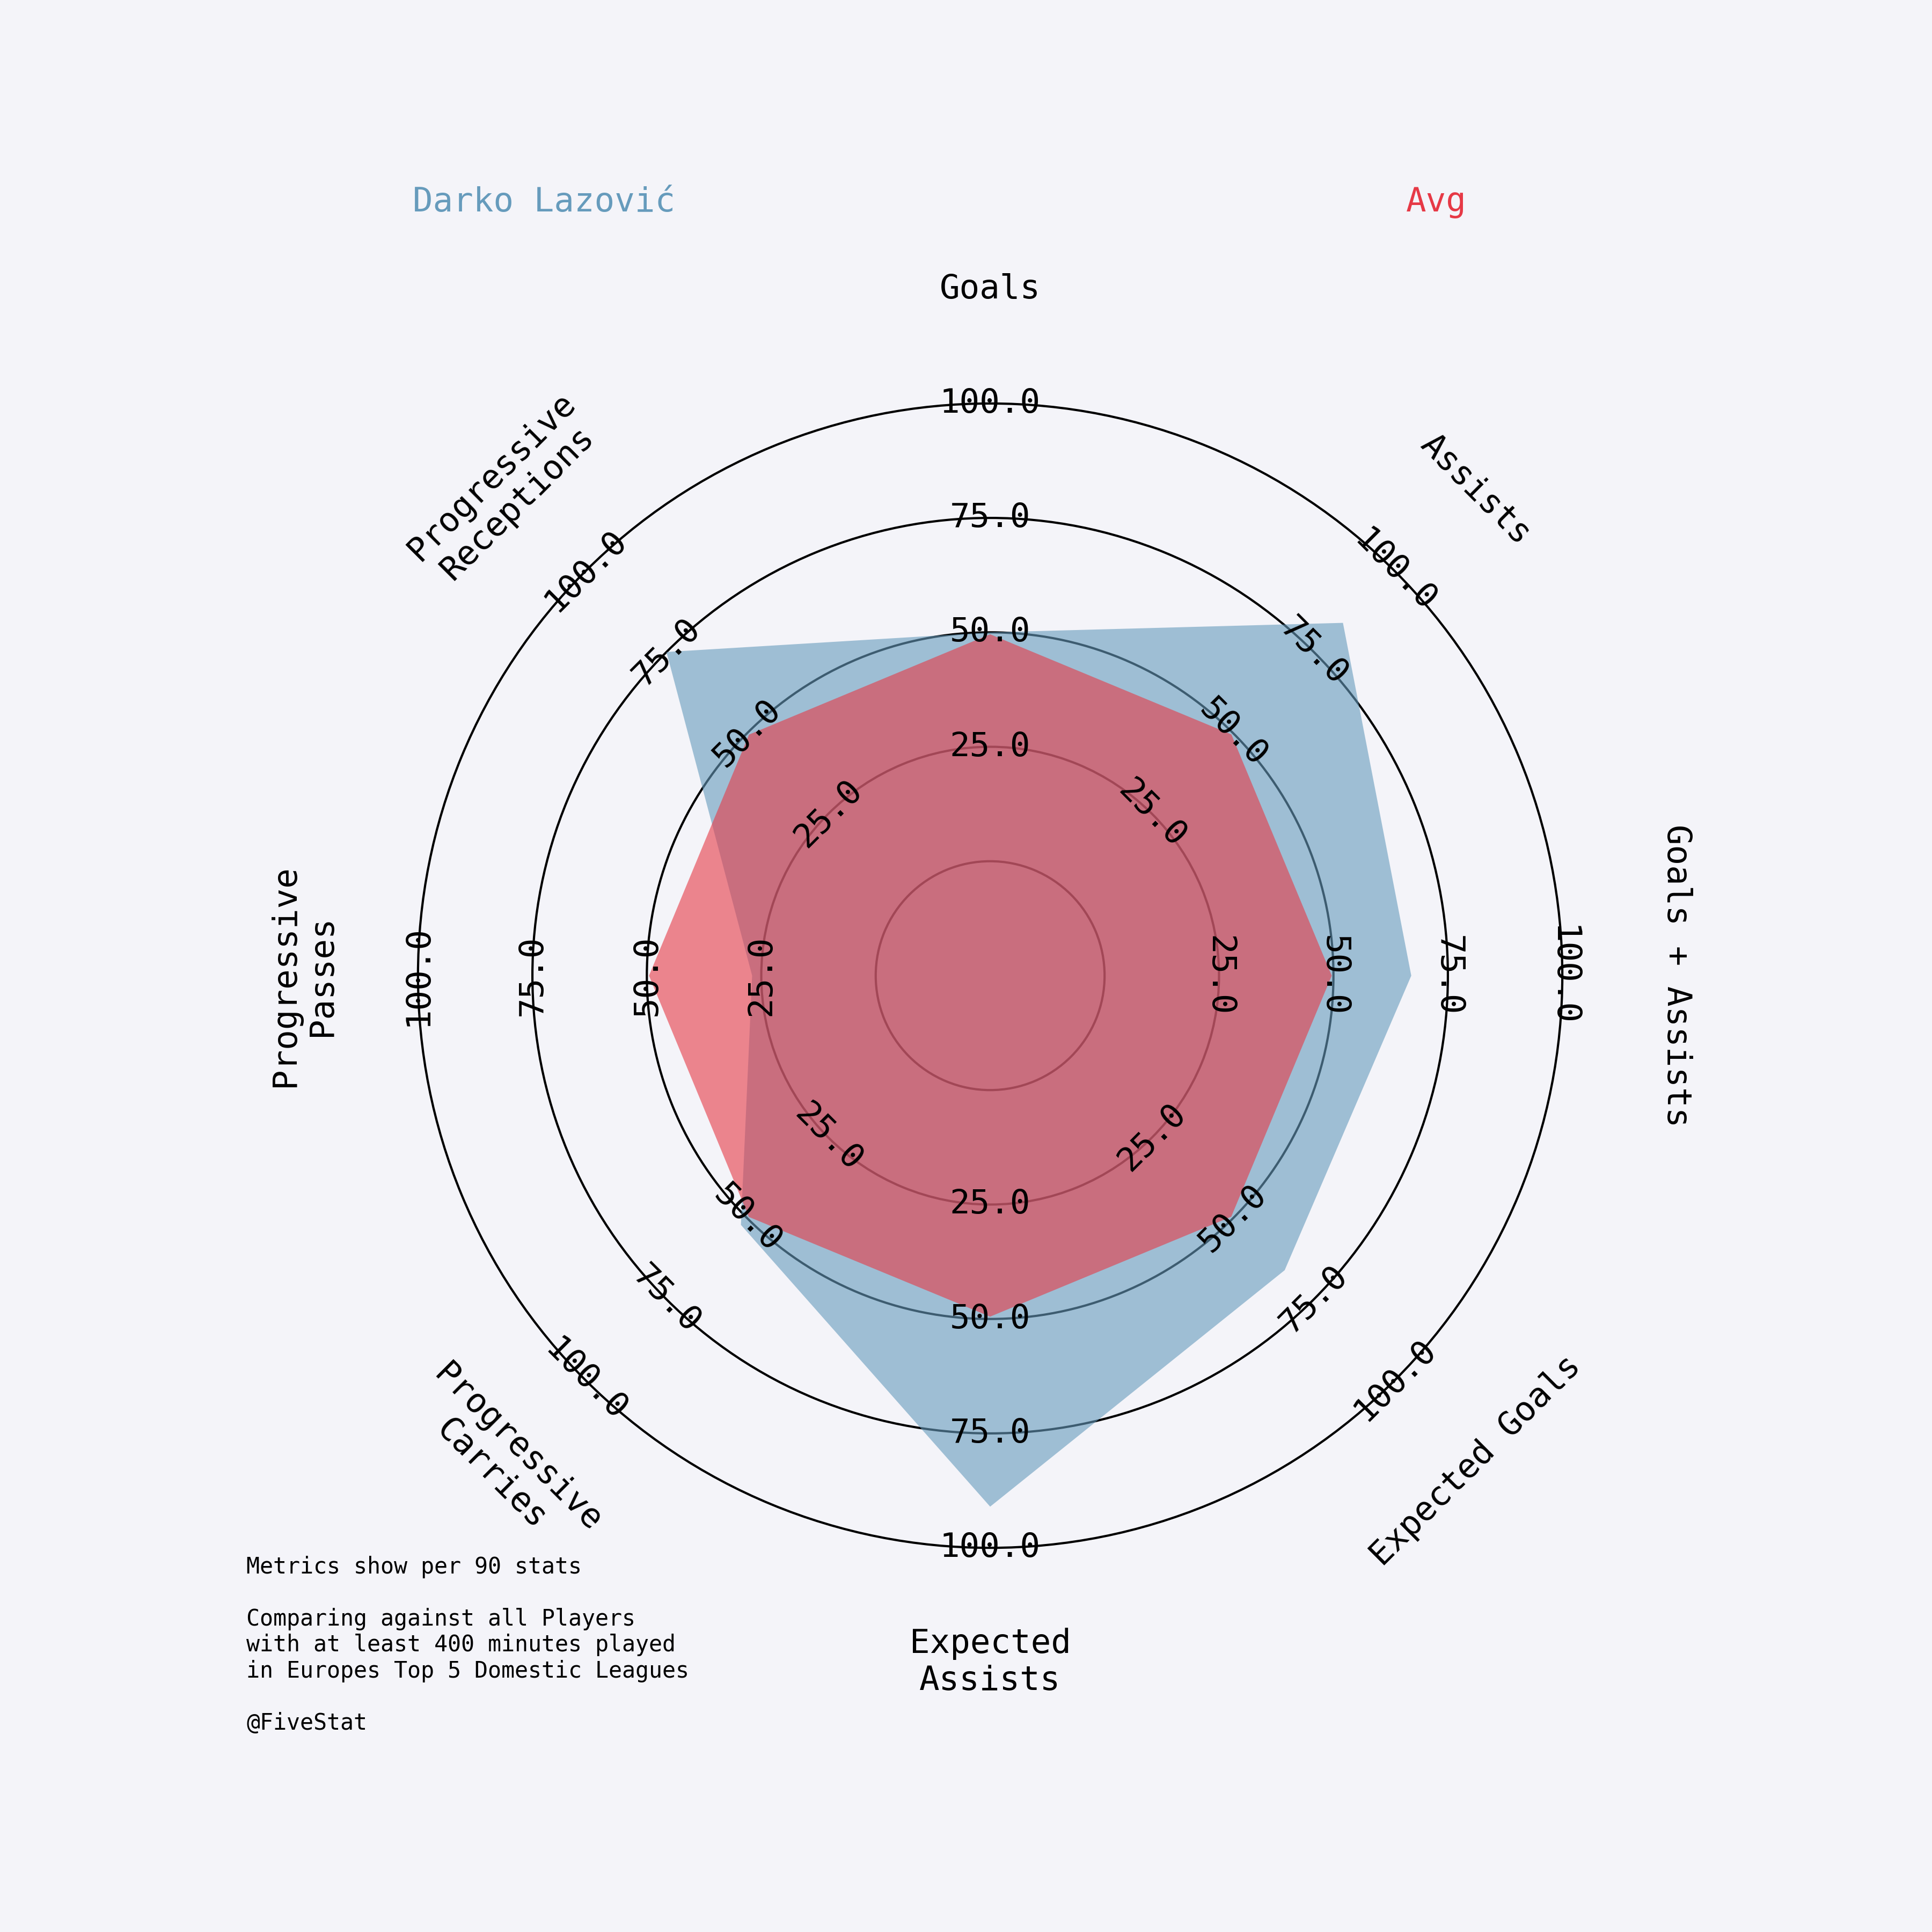 Darko Lazović
Avg
Goals
Assists
Goals + Assists
Expected Goals
Expected
Assists
Progressive
Carries
Progressive
Passes
Progressive
Receptions
25.0
50.0
75.0
100.0
25.0
50.0
75.0
100.0
25.0
50.0
75.0
100.0
25.0
50.0
75.0
100.0
25.0
50.0
75.0
100.0
25.0
50.0
75.0
100.0
25.0
50.0
75.0
100.0
25.0
50.0
75.0
100.0
Metrics show per 90 stats
Comparing against all Players
with at least 400 minutes played
in Europes Top 5 Domestic Leagues
@FiveStat